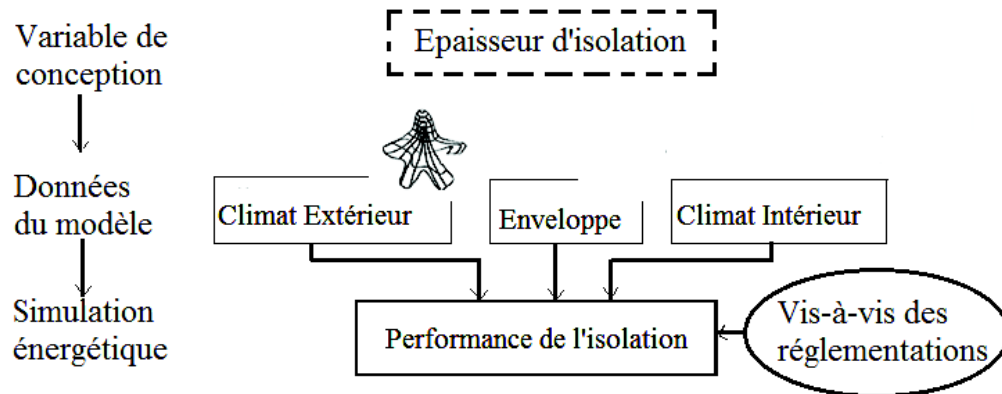 Variable de
conception
Epaisseur d'isolation
Données
du modèle
Climat Extérieur
Enveloppe
Climat Intérieur
Simulation
énergétique
Performance de l'isolation
Vis-à-vis des
réglementations